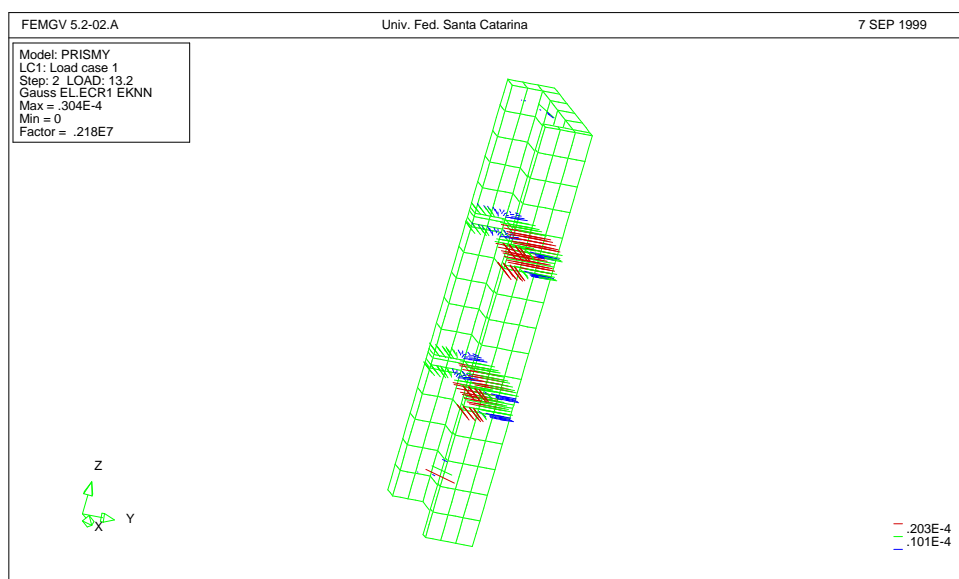 FEMGV 5.2-02.A Univ. Fed. Santa Catarina 7 SEP 1999
Model: PRISMY
LC1: Load case 1
Step: 2 LOAD: 13.2
Gauss EL.ECR1 EKNN
Max = .304E-4
Min = 0
Factor = .218E7
Z
Y
X
.203E-4
.101E-4